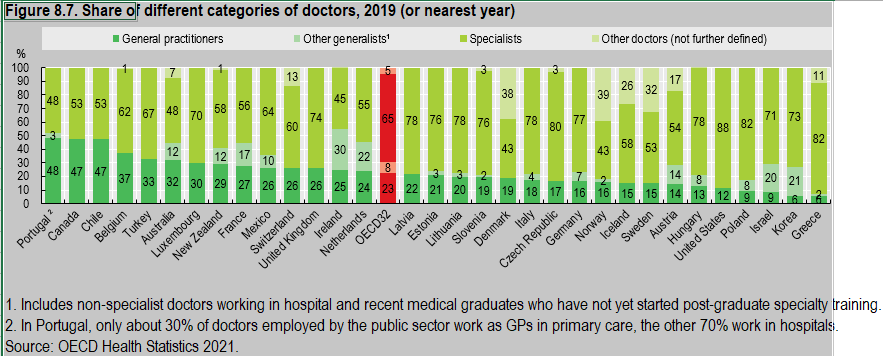 Figure 8.7. Share of different categories of doctors, 2019 (or nearest year)
General practitioners Other generalists¹ Specialists Other doctors (not further defined)
%
100
90
80
70
60
50
40
30
20
10
0
1 7 1 13 5 3 38 3 39 26 32 17 11
48 53 53 62 67 48 70 58 56 64 60 74 45 55 65 78 76 78 76 43 78 80 77 43 58 53 54 78 88 82 71 73 82
3 12 12 17 10 30 22 8 3 3 2 4 7 2 14 8 8 20 21 2
48 47 47 37 33 32 30 29 27 26 26 26 25 24 23 22 21 20 19 19 18 17 16 16 15 15 14 13 12 9 9 6
Portugal ² Canada Chile Belgium Turkey Australia Luxembourg New Zealand France Mexico Switzerland United Kingdom Ireland Netherlands OECD32 Latvia Estonia Lithuania Slovenia Denmark Italy Czech Republic Germany Norway Iceland Sweden Austria Hungary United States Poland Israel Korea Greece
1. Includes non-specialist doctors working in hospital and recent medical graduates who have not yet started post-graduate specialty training.
2. In Portugal, only about 30% of doctors employed by the public sector work as GPs in primary care, the other 70% work in hospitals.
Source: OECD Health Statistics 2021.